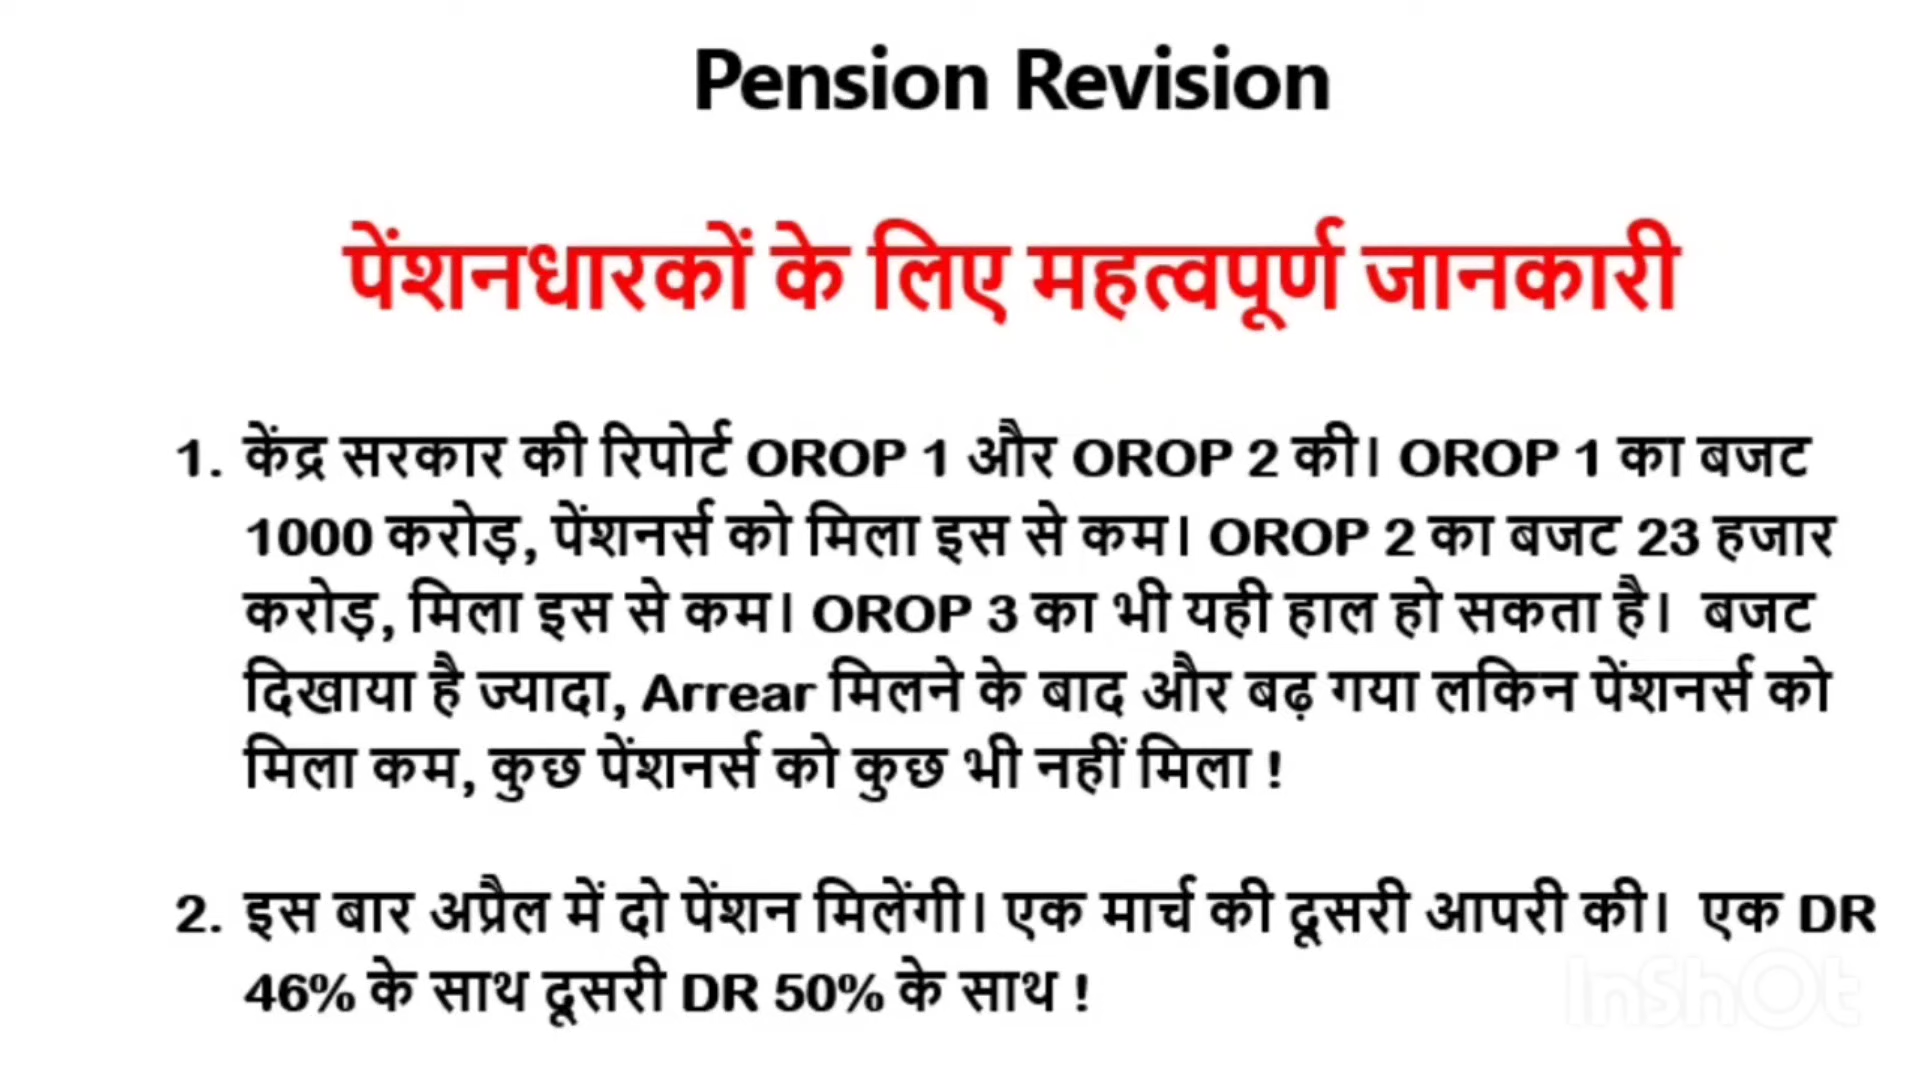 Pension Revision
पेंशनधारकों के लिए महत्वपूर्ण जानकारी
1. केंद्र सरकार की रिपोर्ट OROP 1 और OROP 2 की। OROP 1 का बजट
1000 करोड़, पेंशनर्स को मिला इस से कम। OROP 2 का बजट 23 हजार
करोड़, मिला इस से कम। OROP 3 का भी यही हाल हो सकता है। बजट
दिखाया है ज्यादा, Arrear मिलने के बाद और बढ़ गया लकिन पेंशनर्स को
मिला कम, कुछ पेंशनर्स को कुछ भी नहीं मिला !
2. इस बार अप्रैल में दो पेंशन मिलेंगी। एक मार्च की दूसरी आपरी की। एक DR
46% के साथ दूसरी DR 50% के साथ !
InShOt